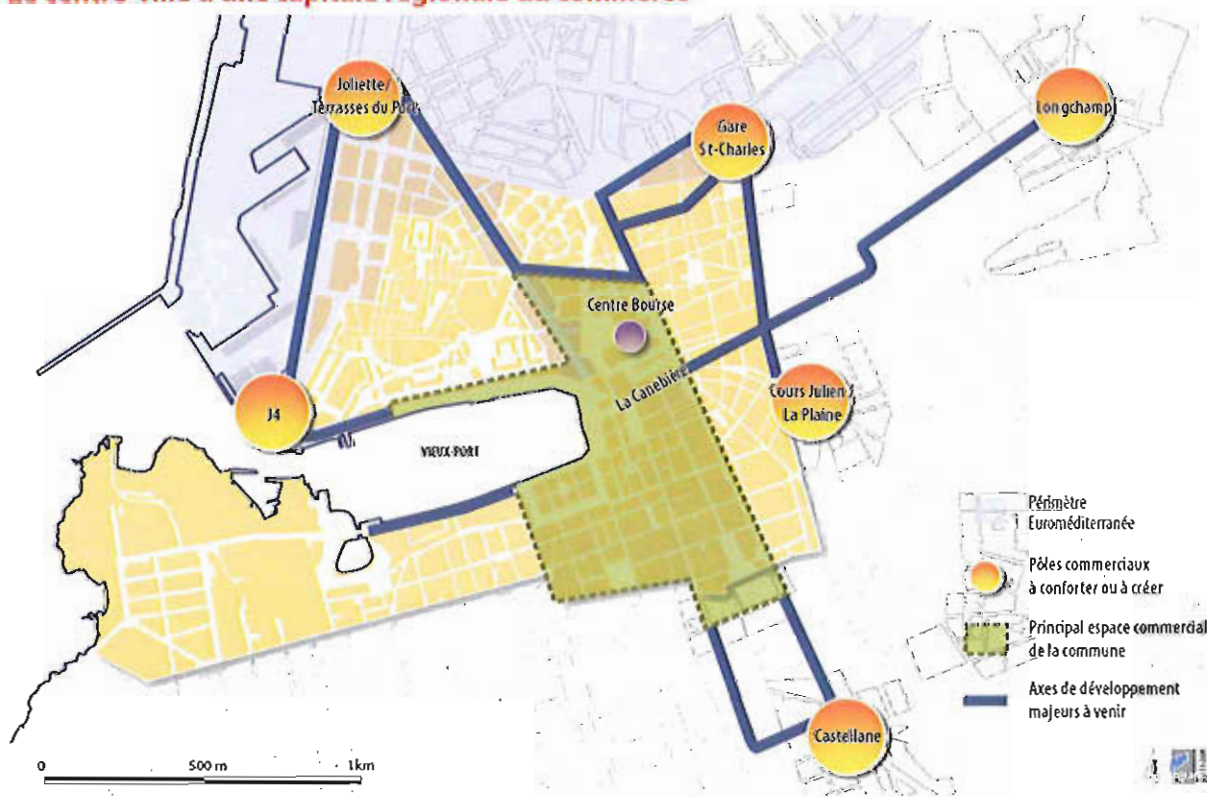 Joliette/
Terrasses du Port
Gare
St-Charles
Longchamp
Centre Bourse
La Canebière
Cours Julien /
La Plaine
J4
VIEUX-PORT
Périmètre
Euroméditerranée
Pôles commerciaux
à conforter ou à créer
Principal espace commercial
de la commune
Axes de développement
majeurs à venir
Castellane
0 500 m 1km